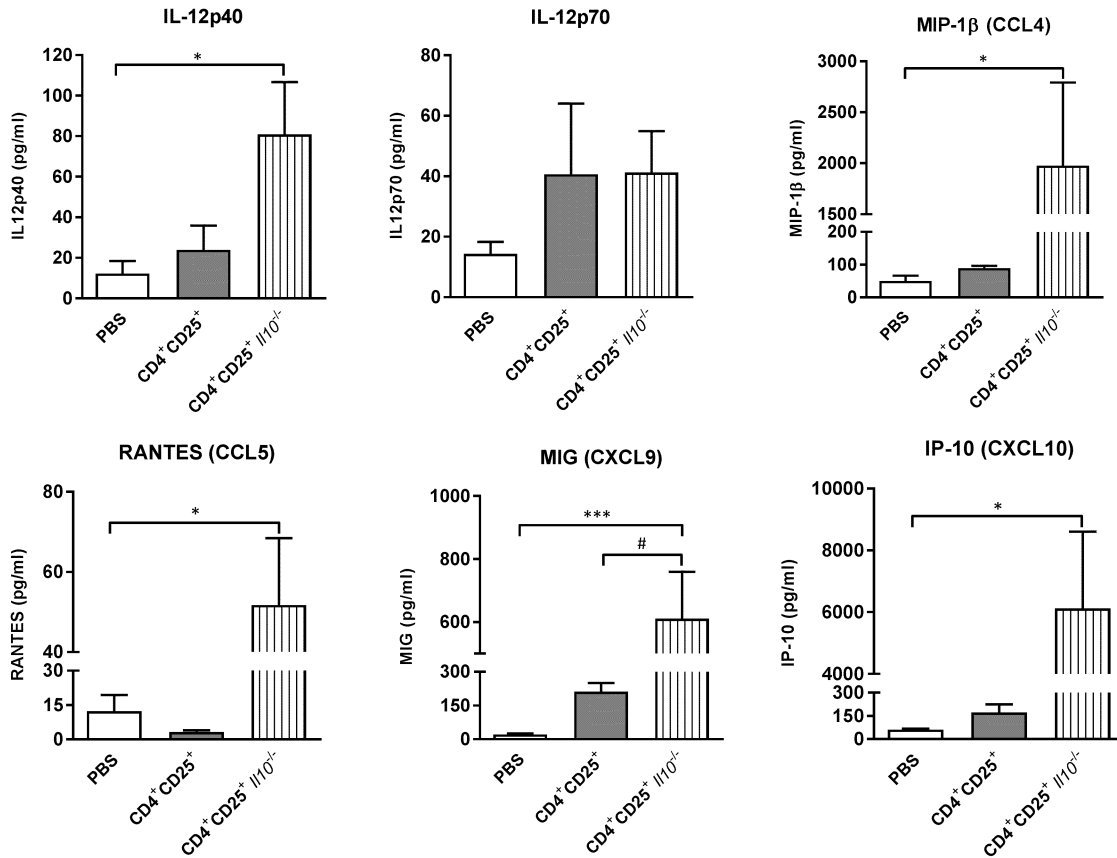 IL-12p40
IL12p40 (pg/ml)
120
100
80
60
40
20
0
*
PBS
CD4⁺CD25⁺
CD4⁺CD25⁺ Il10⁻/⁻
IL-12p70
IL12p70 (pg/ml)
80
60
40
20
0
PBS
CD4⁺CD25⁺
CD4⁺CD25⁺ Il10⁻/⁻
MIP-1β (CCL4)
MIP-1β (pg/ml)
3000
2500
2000
1500
200
100
0
*
PBS
CD4⁺CD25⁺
CD4⁺CD25⁺ Il10⁻/⁻
RANTES (CCL5)
RANTES (pg/ml)
80
60
40
30
15
0
*
PBS
CD4⁺CD25⁺
CD4⁺CD25⁺ Il10⁻/⁻
MIG (CXCL9)
MIG (pg/ml)
1000
800
600
300
150
0
***
#
PBS
CD4⁺CD25⁺
CD4⁺CD25⁺ Il10⁻/⁻
IP-10 (CXCL10)
IP-10 (pg/ml)
10000
8000
6000
4000
300
150
0
*
PBS
CD4⁺CD25⁺
CD4⁺CD25⁺ Il10⁻/⁻